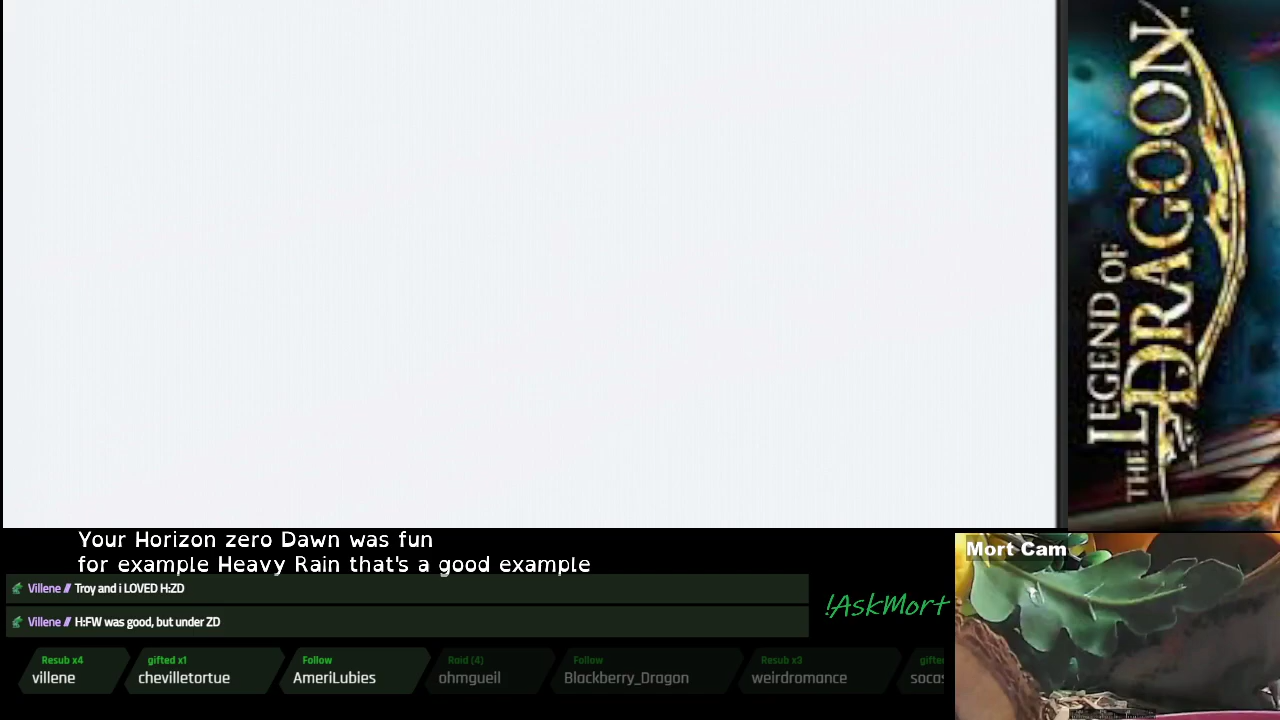 THE LEGEND OF
DRAGOON
Your Horizon zero Dawn was fun
for example Heavy Rain that's a good example
Villene // Troy and i LOVED H:ZD
Villene // H:FW was good, but under ZD
!AskMort
Mort Cam
Resub x4
villene
gifted x1
chevilletortue
Follow
AmeriLubies
Raid (4)
ohmgueil
Follow
Blackberry_Dragon
Resub x3
weirdromance
gifte
socos